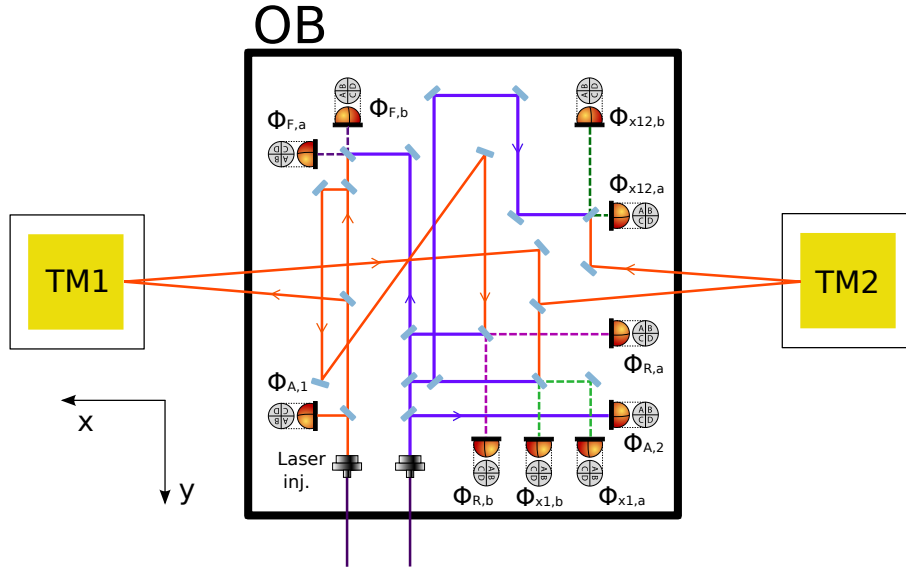 OB
ΦF,b
ΦF,a
Φx12,b
Φx12,a
TM1
TM2
ΦR,a
ΦA,1
x
y
Laser
inj.
ΦA,2
ΦR,b
Φx1,b
Φx1,a
A B
C D
A B
C D
A B
C D
A B
C D
A B
C D
A B
C D
A B
C D
A B
C D
A B
C D
A B
C D